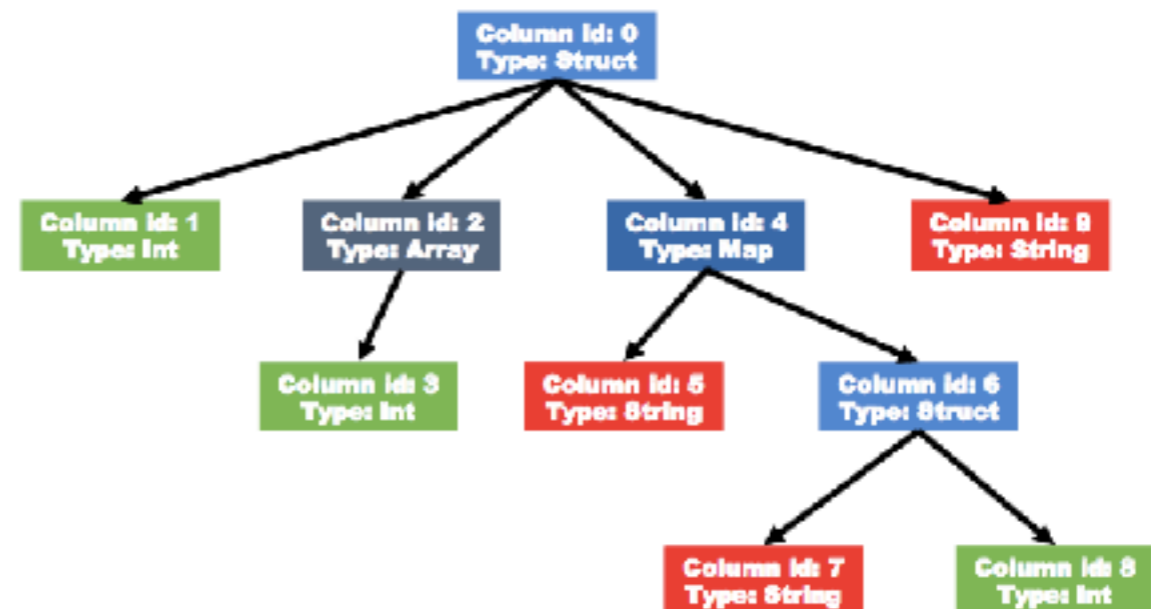 Column Id: 0
Type: Struct
Column Id: 1
Type: Int
Column Id: 2
Type: Array
Column Id: 4
Type: Map
Column Id: 9
Type: String
Column Id: 3
Type: Int
Column Id: 5
Type: String
Column Id: 6
Type: Struct
Column Id: 7
Type: String
Column Id: 8
Type: Int